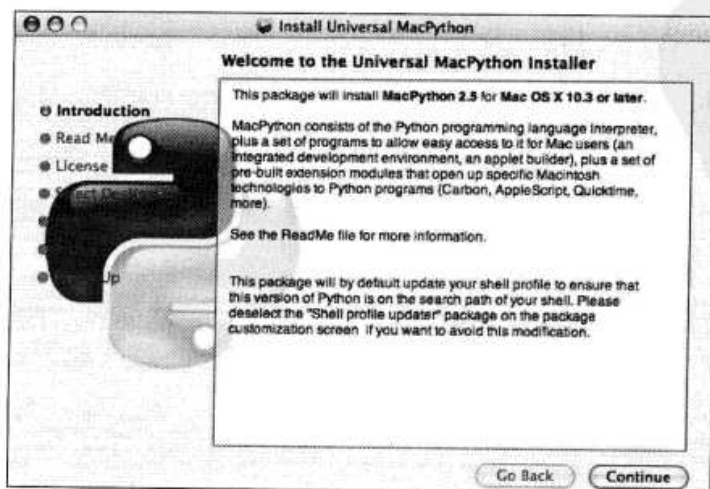 Install Universal MacPython
Welcome to the Universal MacPython Installer
Introduction
Read Me
License
This package will install MacPython 2.5 for Mac OS X 10.3 or later.
MacPython consists of the Python programming language interpreter,
plus a set of programs to allow easy access to it for Mac users (an
integrated development environment, an applet builder), plus a set of
pre-built extension modules that open up specific Macintosh
technologies to Python programs (Carbon, AppleScript, Quicktime,
more).
See the ReadMe file for more information.
This package will by default update your shell profile to ensure that
this version of Python is on the search path of your shell. Please
deselect the "Shell profile updater" package on the package
customization screen if you want to avoid this modification.
Go Back
Continue